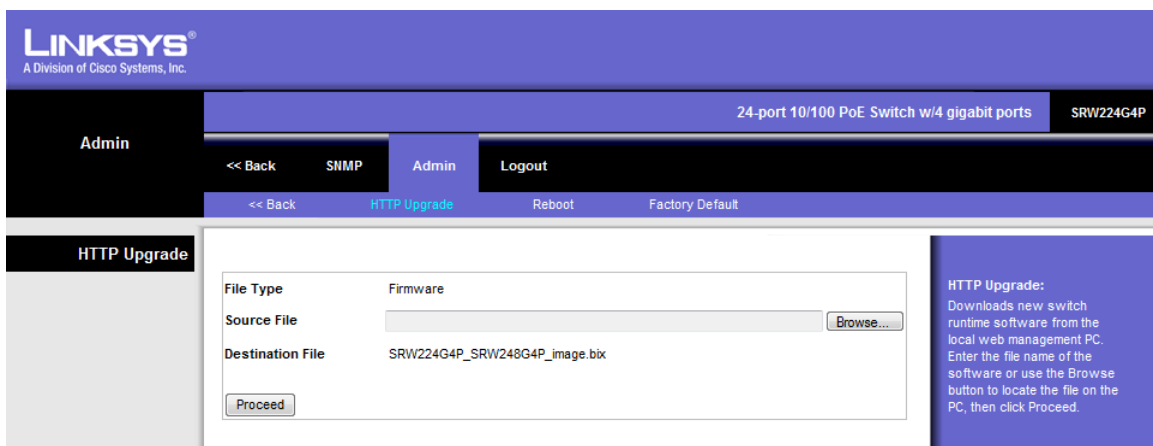 LINKSYS®
A Division of Cisco Systems, Inc.
24-port 10/100 PoE Switch w/4 gigabit ports SRW224G4P
Admin
<< Back SNMP Admin Logout
<< Back HTTP Upgrade Reboot Factory Default
HTTP Upgrade
File Type Firmware
Source File Browse...
Destination File SRW224G4P_SRW248G4P_image.bix
Proceed
HTTP Upgrade:
Downloads new switch
runtime software from the
local web management PC.
Enter the file name of the
software or use the Browse
button to locate the file on the
PC, then click Proceed.